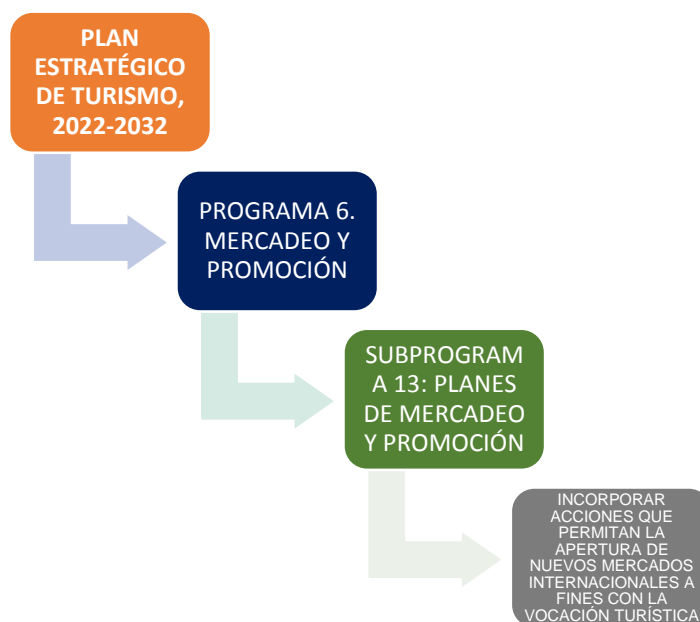 PLAN
ESTRATÉGICO
DE TURISMO,
2022-2032
PROGRAMA 6.
MERCADEO Y
PROMOCIÓN
SUBPROGRAM
A 13: PLANES
DE MERCADEO
Y PROMOCIÓN
INCORPORAR
ACCIONES QUE
PERMITAN LA
APERTURA DE
NUEVOS MERCADOS
INTERNACIONALES A
FINES CON LA
VOCACIÓN TURÍSTICA